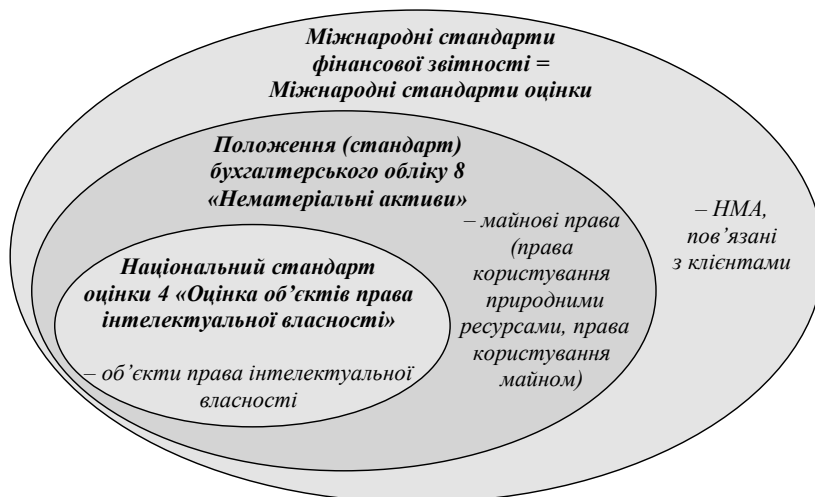 Міжнародні стандарти
фінансової звітності =
Міжнародні стандарти оцінки
Положення (стандарт)
бухгалтерського обліку 8
«Нематеріальні активи»
– НМА,
пов’язані
з клієнтами
– майнові права
(права
користування
природними
ресурсами, права
користування
майном)
Національний стандарт
оцінки 4 «Оцінка об’єктів права
інтелектуальної власності»
– об’єкти права інтелектуальної
власності